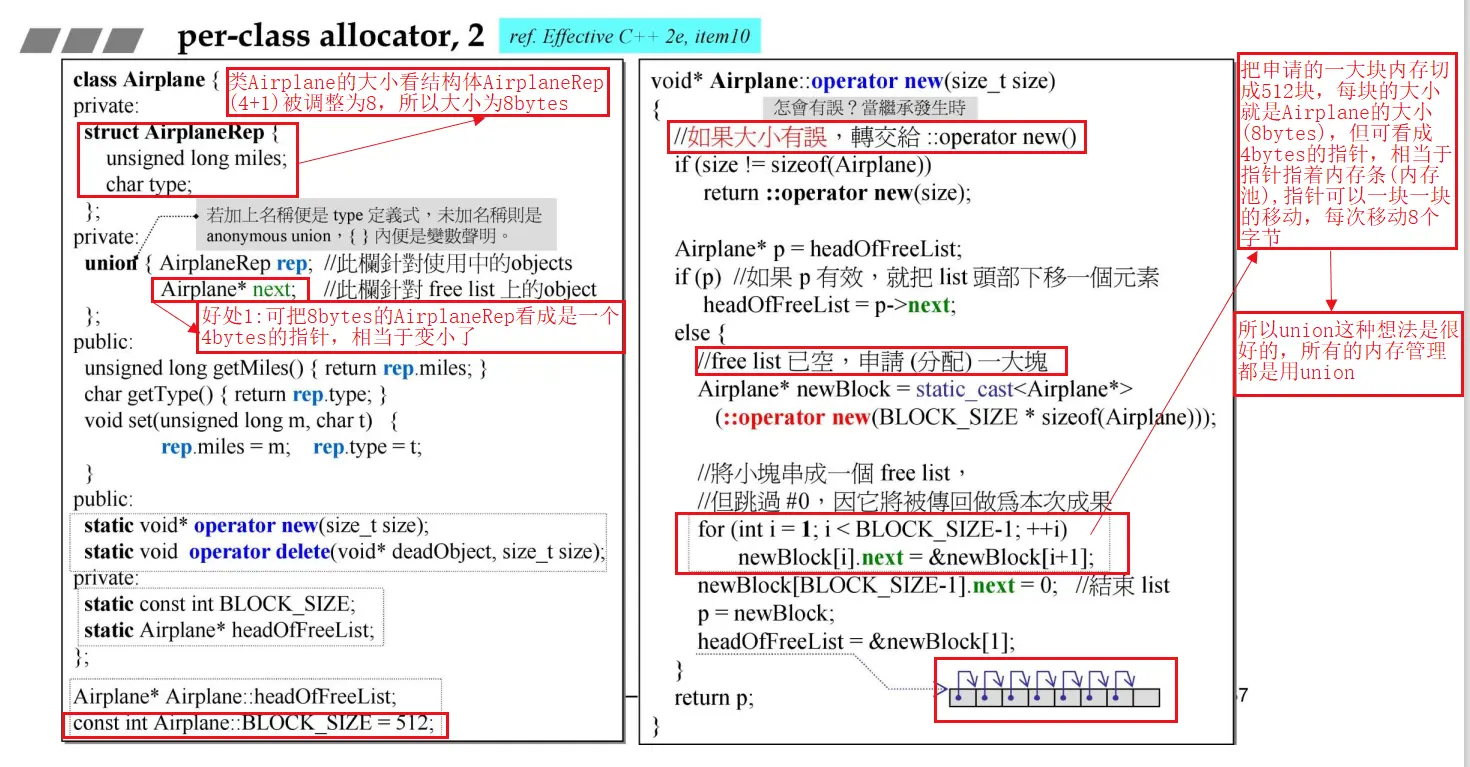 per-class allocator, 2
ref. Effective C++ 2e, item10
class Airplane {
类Airplane的大小看结构体AirplaneRep
(4+1)被调整为8，所以大小为8bytes
private:
struct AirplaneRep {
unsigned long miles;
char type;
};
若加上名稱便是 type 定義式，未加名稱則是
anonymous union，{ } 內便是變數聲明。
private:
union { AirplaneRep rep; //此欄針對使用中的objects
Airplane* next; //此欄針對 free list 上的object
};
好处1:可把8bytes的AirplaneRep看成是一个
4bytes的指针，相当于变小了
public:
unsigned long getMiles() { return rep.miles; }
char getType() { return rep.type; }
void set(unsigned long m, char t) {
rep.miles = m; rep.type = t;
}
public:
static void* operator new(size_t size);
static void operator delete(void* deadObject, size_t size);
private:
static const int BLOCK_SIZE;
static Airplane* headOfFreeList;
};
Airplane* Airplane::headOfFreeList;
const int Airplane::BLOCK_SIZE = 512;
void* Airplane::operator new(size_t size)
{
怎會有誤？當繼承發生時
//如果大小有誤，轉交給 ::operator new()
if (size != sizeof(Airplane))
return ::operator new(size);
Airplane* p = headOfFreeList;
if (p) //如果 p 有效，就把 list 頭部下移一個元素
headOfFreeList = p->next;
else {
//free list 已空，申請 (分配) 一大塊
Airplane* newBlock = static_cast<Airplane*>
(::operator new(BLOCK_SIZE * sizeof(Airplane)));
//將小塊串成一個 free list，
//但跳過 #0，因它將被傳回做爲本次成果
for (int i = 1; i < BLOCK_SIZE-1; ++i)
newBlock[i].next = &newBlock[i+1];
newBlock[BLOCK_SIZE-1].next = 0; //結束 list
p = newBlock;
headOfFreeList = &newBlock[1];
}
return p;
}
把申请的一大块内存切
成512块，每块的大小
就是Airplane的大小
(8bytes)，但可看成
4bytes的指针，相当于
指针指着内存条(内存
池),指针可以一块一块
的移动，每次移动8个
字节
所以union这种想法是很
好的，所有的内存管理
都是用union